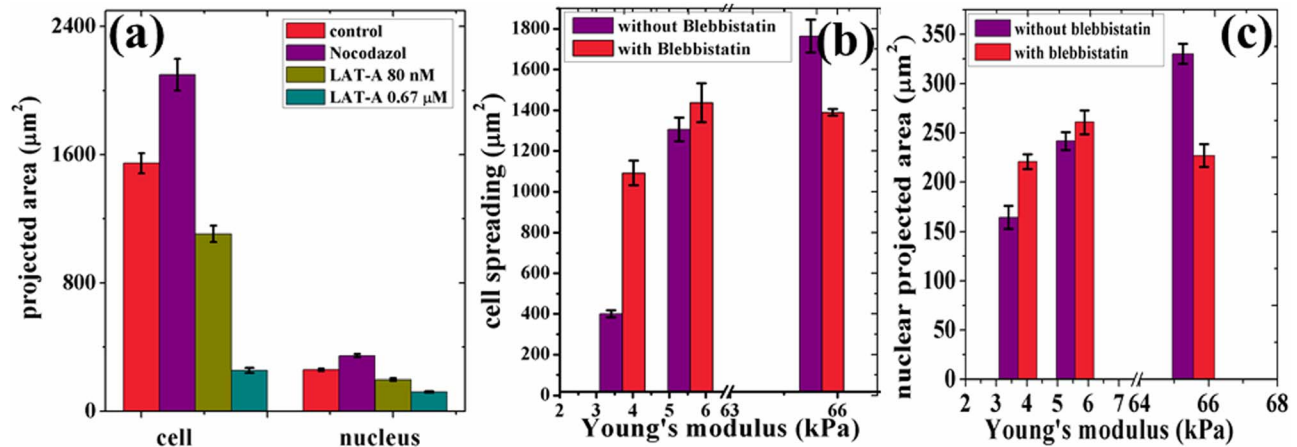 (a)
control
Nocodazol
LAT-A 80 nM
LAT-A 0.67 μM
projected area (μm²)
2400
1600
800
0
cell
nucleus
(b)
without Blebbistatin
with Blebbistatin
cell spreading (μm²)
1800
1600
1400
1200
1000
800
600
400
200
0
2 3 4 5 6 63 66
Young's modulus (kPa)
(c)
without blebbistatin
with blebbistatin
nuclear projected area (μm²)
350
300
250
200
150
100
50
0
2 3 4 5 6 7 64 66 68
Young's modulus (kPa)